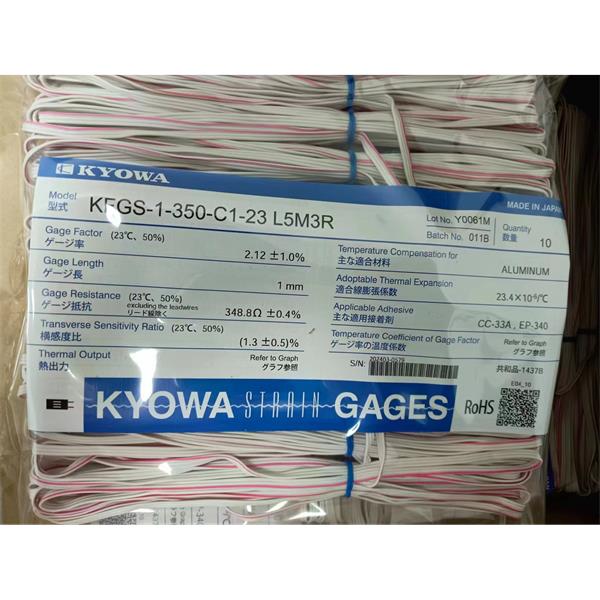 KYOWA
MADE IN JAPAN
Model
型式
KFGS-1-350-C1-23 L5M3R
Lot No. Y0061M
Batch No. 011B
Quantity
数量
10
Gage Factor (23℃, 50%)
ゲージ率
2.12 ±1.0%
Gage Length
ゲージ長
1 mm
Gage Resistance (23℃, 50%)
excluding the leadwires
ゲージ抵抗 リード線除く
348.8Ω ±0.4%
Transverse Sensitivity Ratio (23℃, 50%)
横感度比
(1.3 ±0.5)%
Thermal Output
熱出力
Refer to Graph
グラフ参照
Temperature Compensation for
主な適合材料
ALUMINUM
Adoptable Thermal Expansion
適合線膨張係数
23.4×10⁻⁶/℃
Applicable Adhesive
主な適用接着剤
CC-33A , EP-340
Temperature Coefficient of Gage Factor
ゲージ率の温度係数
Refer to Graph
グラフ参照
S/N:
202403-0579
共和品-1437B
E04_10
KYOWA STRAIN GAGES
RoHS